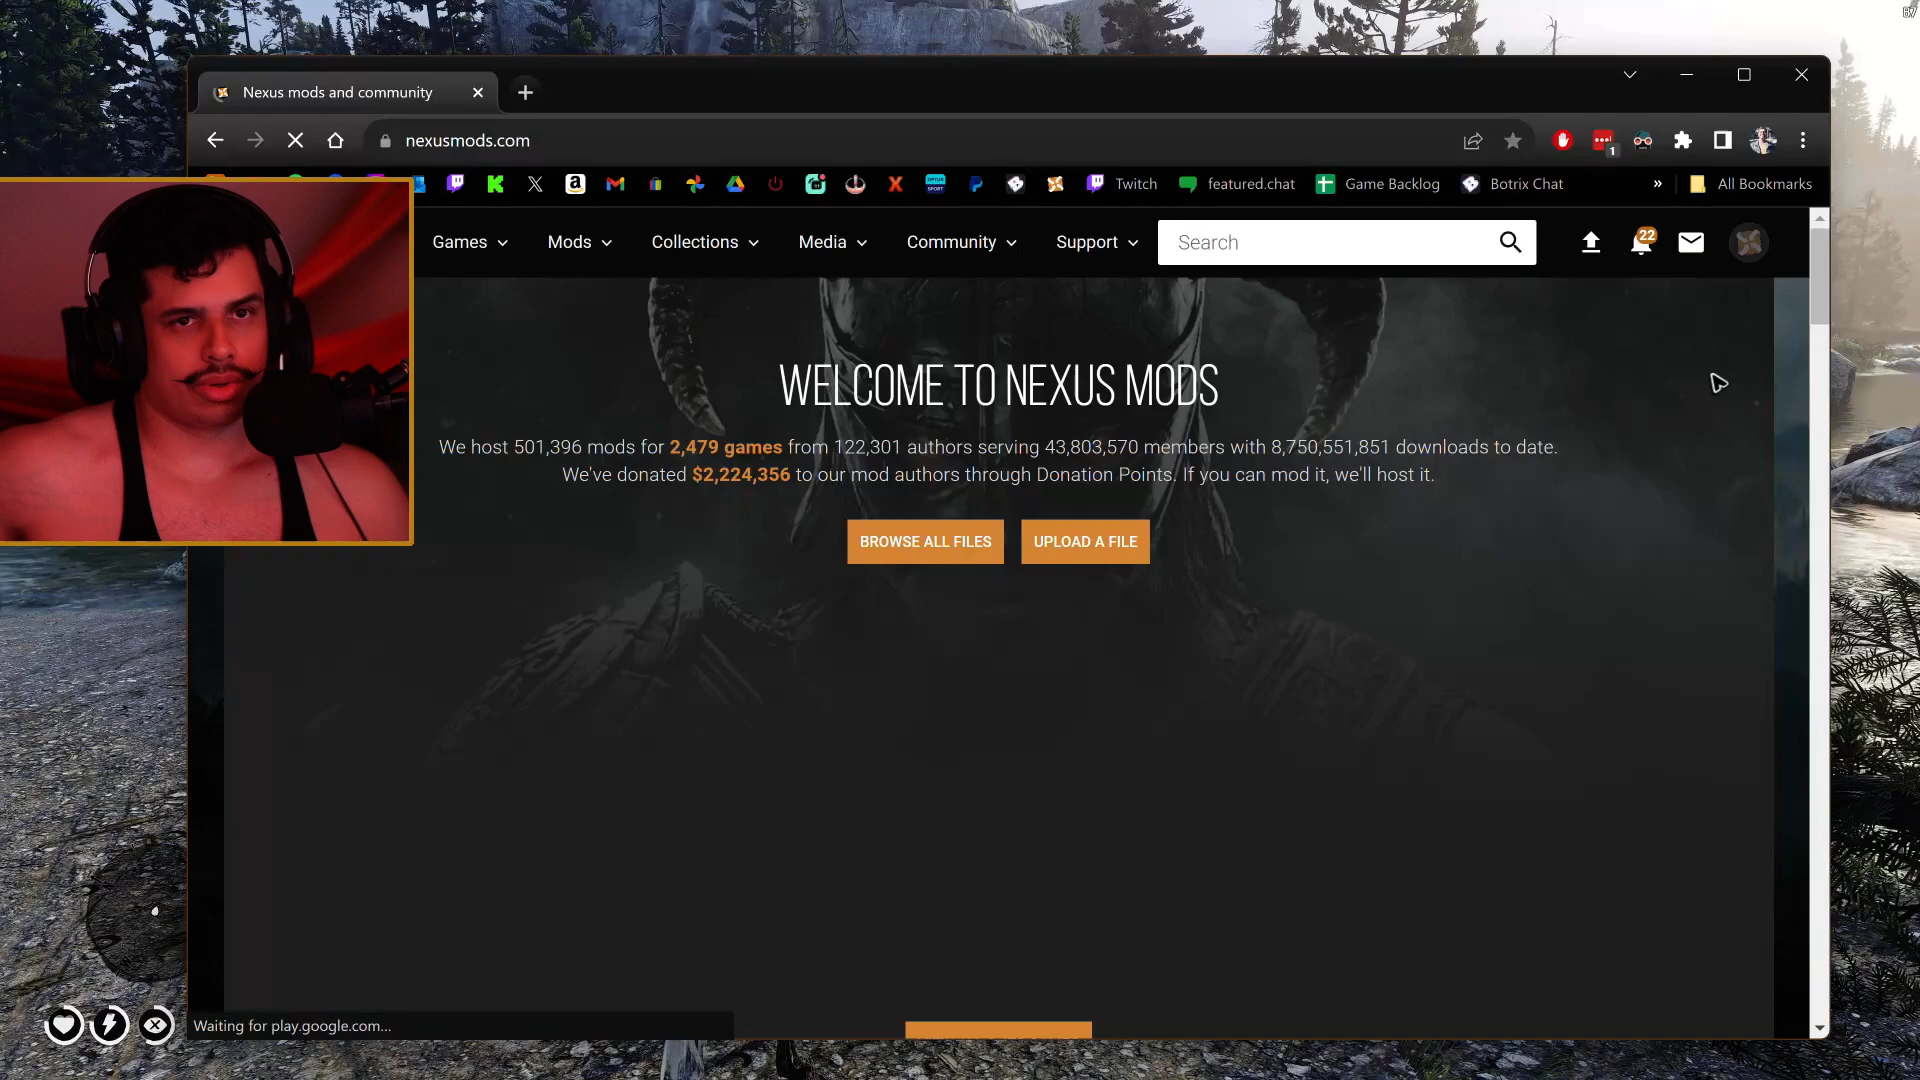 87
Nexus mods and community
nexusmods.com
1
Twitch
featured.chat
Game Backlog
Botrix Chat
»
All Bookmarks
Games
Mods
Collections
Media
Community
Support
Search
22
WELCOME TO NEXUS MODS
We host 501,396 mods for 2,479 games from 122,301 authors serving 43,803,570 members with 8,750,551,851 downloads to date.
We've donated $2,224,356 to our mod authors through Donation Points. If you can mod it, we'll host it.
BROWSE ALL FILES
UPLOAD A FILE
Waiting for play.google.com...